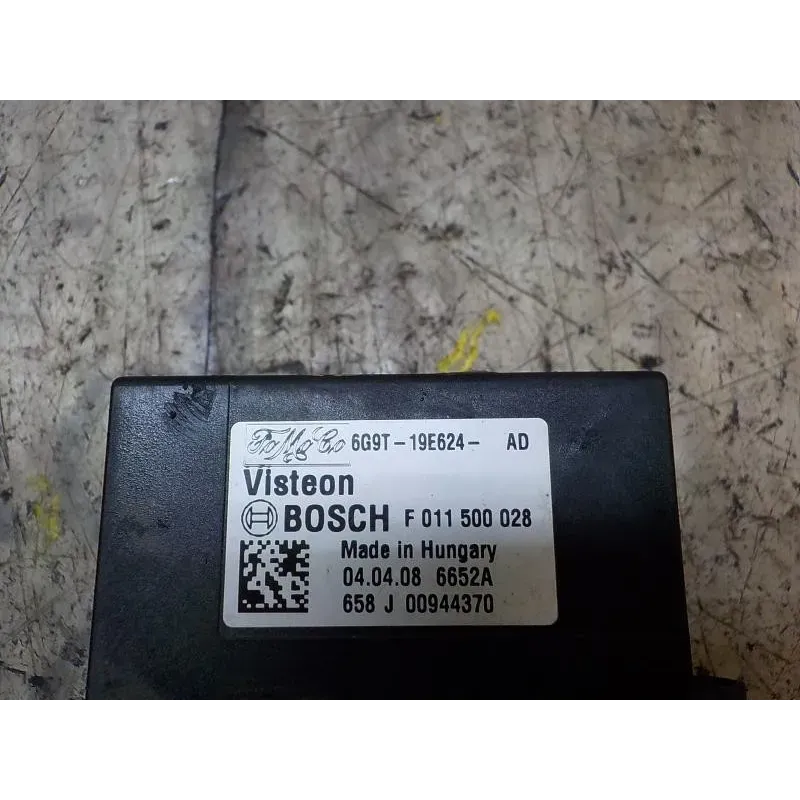 FoMoCo 6G9T-19E624- AD
Visteon
BOSCH F 011 500 028
Made in Hungary
04.04.08 6652A
658 J 00944370